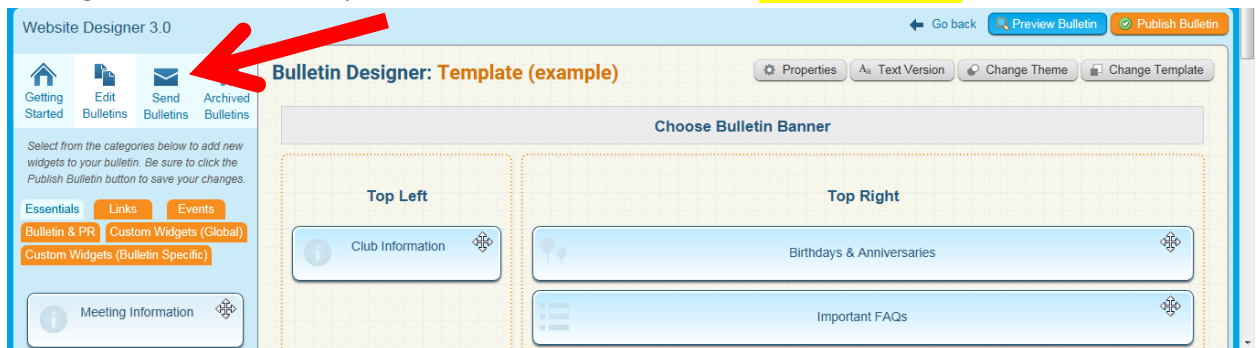 Website Designer 3.0
Go back
Preview Bulletin
Publish Bulletin
Getting Started
Edit Bulletins
Send Bulletins
Archived Bulletins
Select from the categories below to add new
widgets to your bulletin. Be sure to click the
Publish Bulletin button to save your changes.
Essentials
Links
Events
Bulletin & PR
Custom Widgets (Global)
Custom Widgets (Bulletin Specific)
Meeting Information
Bulletin Designer: Template (example)
Properties
Aa Text Version
Change Theme
Change Template
Choose Bulletin Banner
Top Left
Top Right
Club Information
Birthdays & Anniversaries
Important FAQs